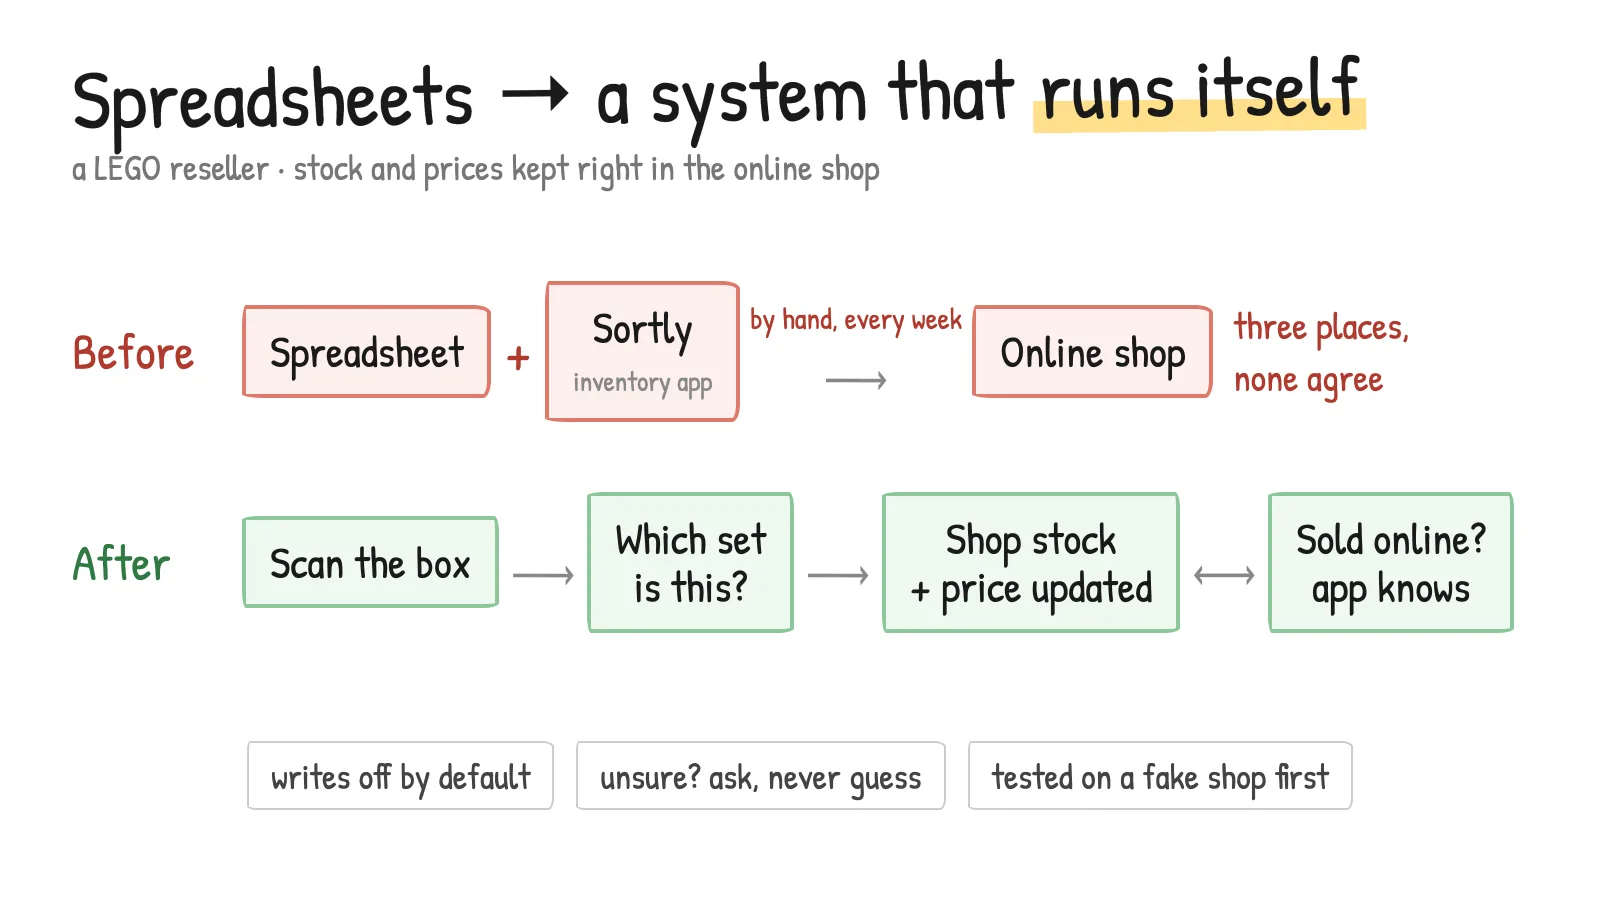 Spreadsheets → a system that runs itself
a LEGO reseller · stock and prices kept right in the online shop
Before
Spreadsheet
+
Sortly
inventory app
by hand, every week
→
Online shop
three places,
none agree
After
Scan the box
→
Which set
is this?
→
Shop stock
+ price updated
↔
Sold online?
app knows
writes off by default
unsure? ask, never guess
tested on a fake shop first